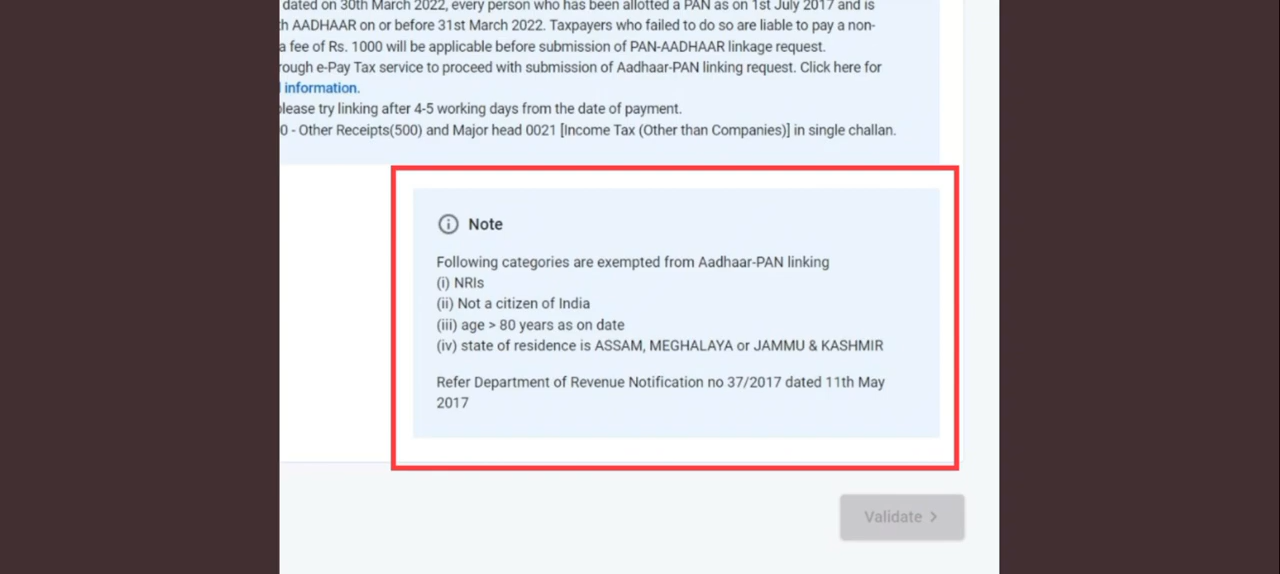 dated on 30th March 2022, every person who has been allotted a PAN as on 1st July 2017 and is
AADHAAR on or before 31st March 2022. Taxpayers who failed to do so are liable to pay a non-
a fee of Rs. 1000 will be applicable before submission of PAN-AADHAAR linkage request.
rough e-Pay Tax service to proceed with submission of Aadhaar-PAN linking request. Click here for
information.
please try linking after 4-5 working days from the date of payment.
0 - Other Receipts(500) and Major head 0021 [Income Tax (Other than Companies)] in single challan.
Note
Following categories are exempted from Aadhaar-PAN linking
(i) NRIs
(ii) Not a citizen of India
(iii) age > 80 years as on date
(iv) state of residence is ASSAM, MEGHALAYA or JAMMU & KASHMIR
Refer Department of Revenue Notification no 37/2017 dated 11th May
2017
Validate >